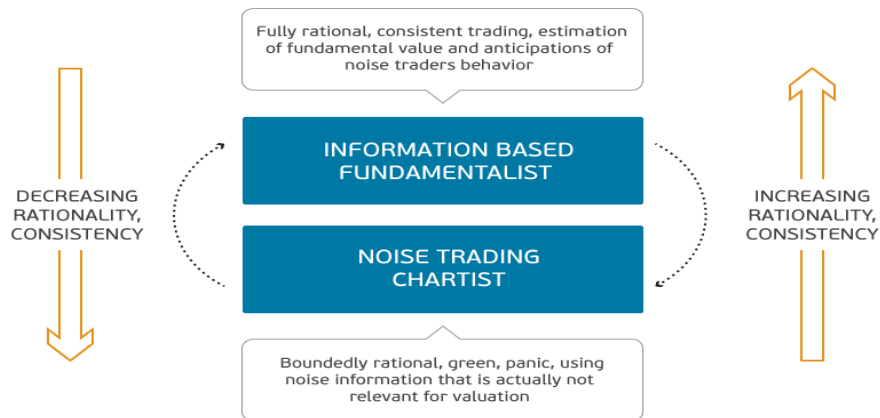 Fully rational, consistent trading, estimation
of fundamental value and anticipations of
noise traders behavior
INFORMATION BASED
FUNDAMENTALIST
DECREASING
RATIONALITY,
CONSISTENCY
INCREASING
RATIONALITY,
CONSISTENCY
NOISE TRADING
CHARTIST
Boundedly rational, green, panic, using
noise information that is actually not
relevant for valuation